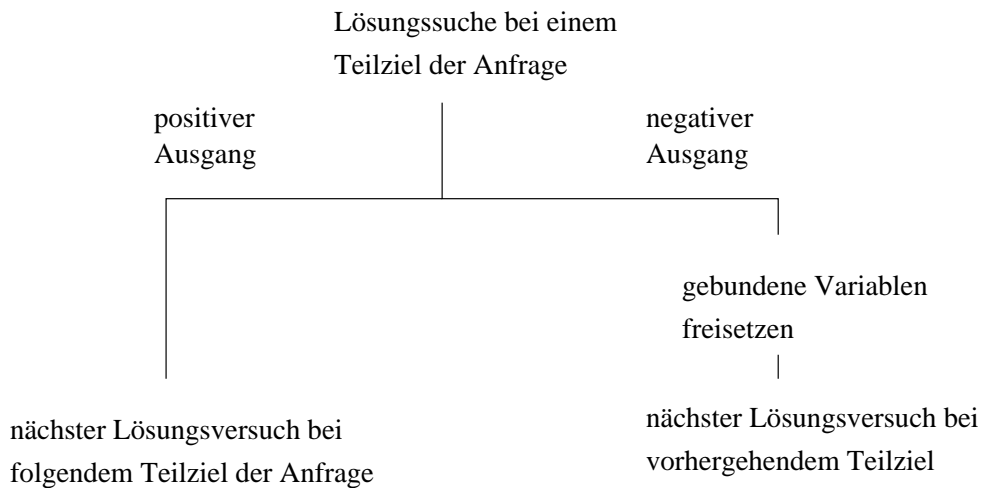 Lösungssuche bei einem
Teilziel der Anfrage
positiver
Ausgang
negativer
Ausgang
gebundene Variablen
freisetzen
nächster Lösungsversuch bei
folgendem Teilziel der Anfrage
nächster Lösungsversuch bei
vorhergehendem Teilziel